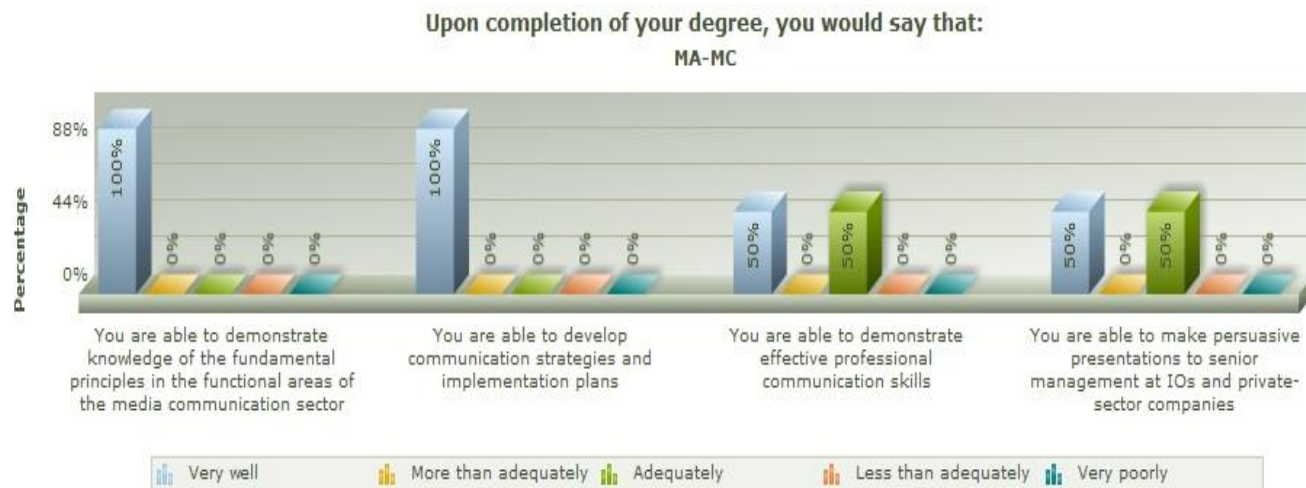 Upon completion of your degree, you would say that:
MA-MC
Percentage
88%
44%
0%
100%
0%
0%
0%
0%
100%
0%
0%
0%
0%
50%
0%
50%
0%
0%
50%
0%
50%
0%
0%
You are able to demonstrate
knowledge of the fundamental
principles in the functional areas of
the media communication sector
You are able to develop
communication strategies and
implementation plans
You are able to demonstrate
effective professional
communication skills
You are able to make persuasive
presentations to senior
management at IOs and private-
sector companies
Very well
More than adequately
Adequately
Less than adequately
Very poorly